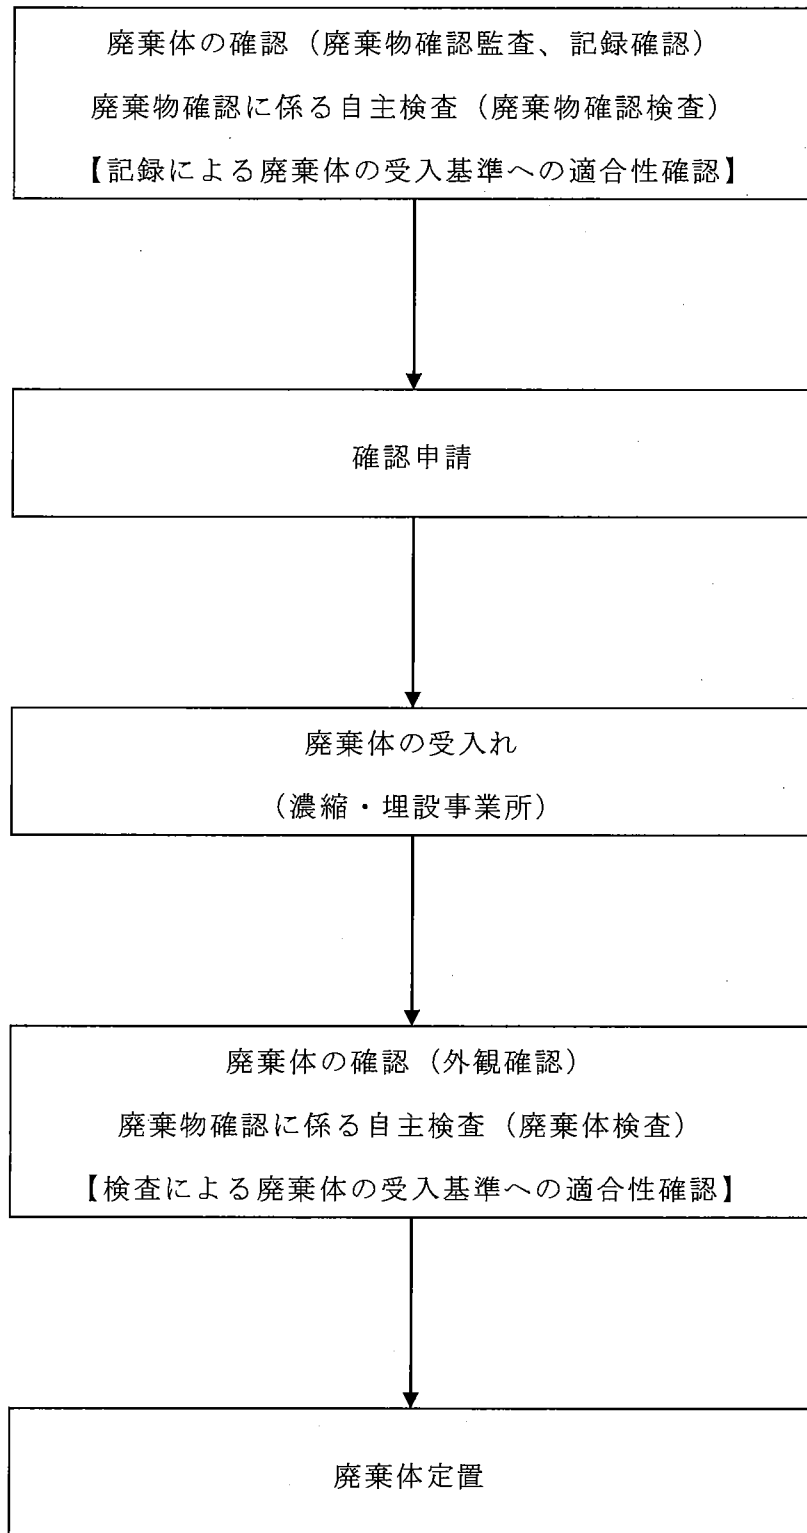 廃棄体の確認（廃棄物確認監査、記録確認）
廃棄物確認に係る自主検査（廃棄物確認検査）
【記録による廃棄体の受入基準への適合性確認】
確認申請
廃棄体の受入れ
（濃縮・埋設事業所）
廃棄体の確認（外観確認）
廃棄物確認に係る自主検査（廃棄体検査）
【検査による廃棄体の受入基準への適合性確認】
廃棄体定置